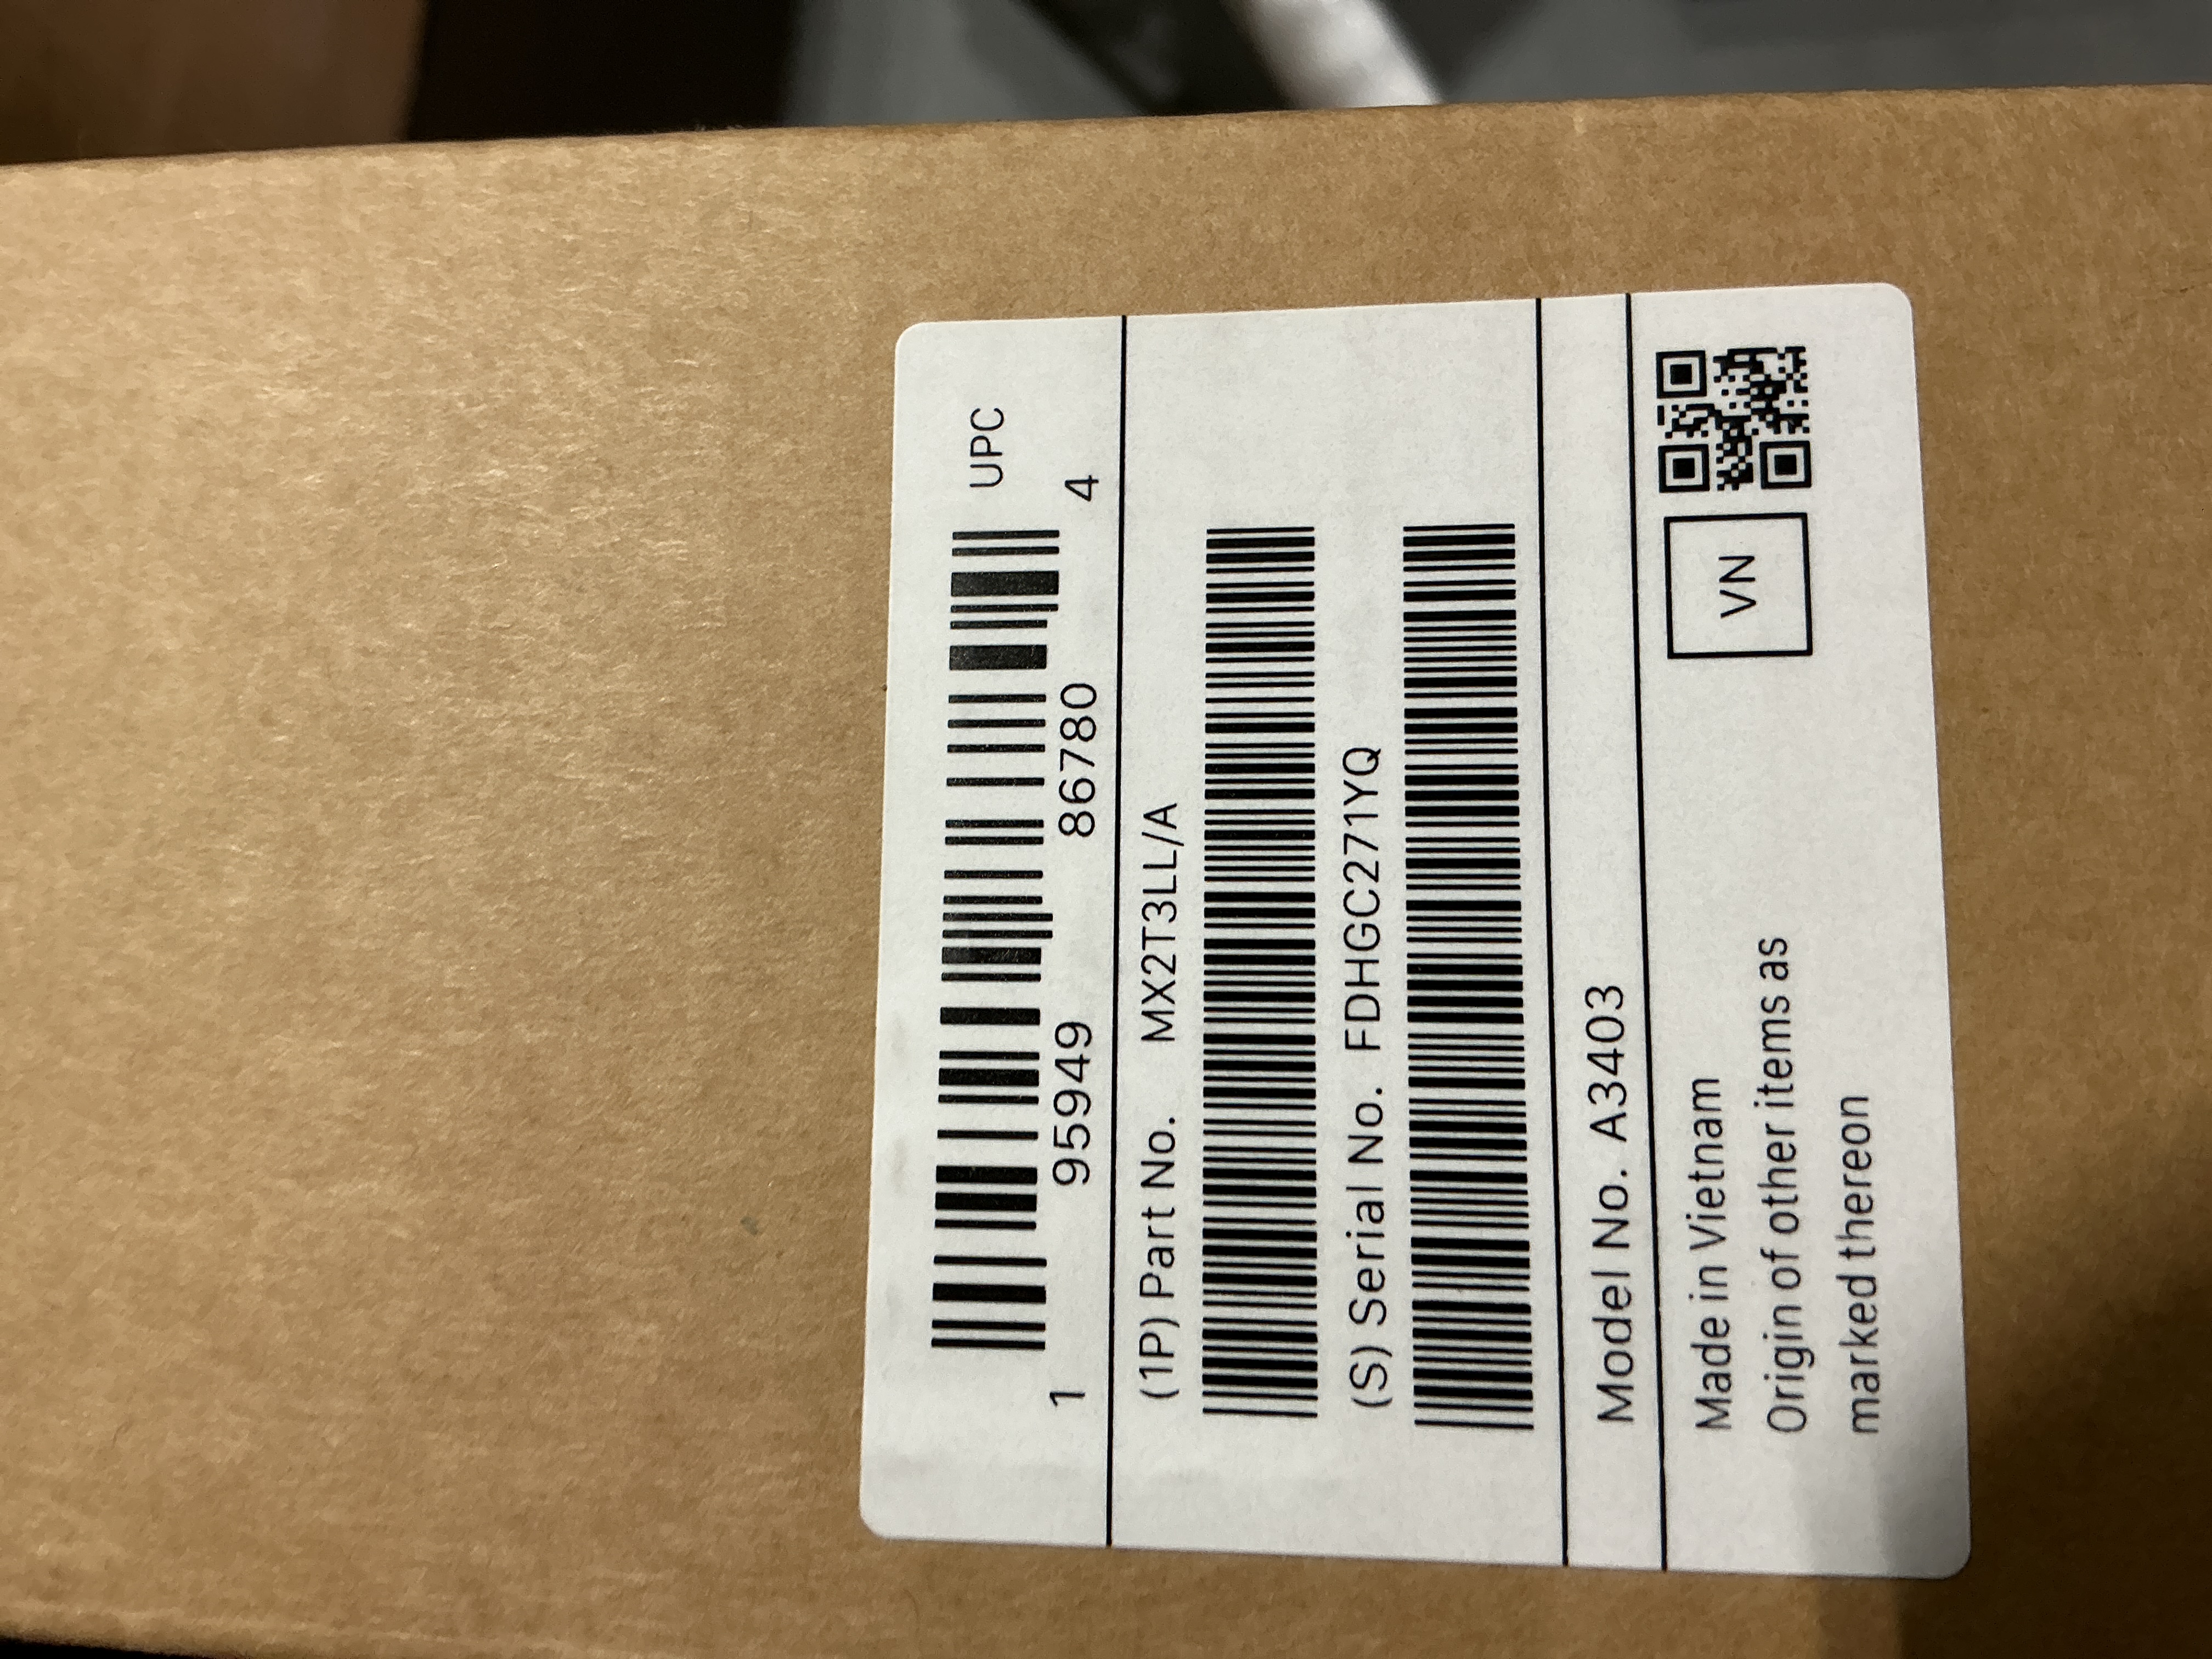 UPC
1 95949 86780 4
(1P) Part No. MX2T3LL/A
(S) Serial No. FDHGC271YQ
Model No. A3403
Made in Vietnam
Origin of other items as
marked thereon
VN